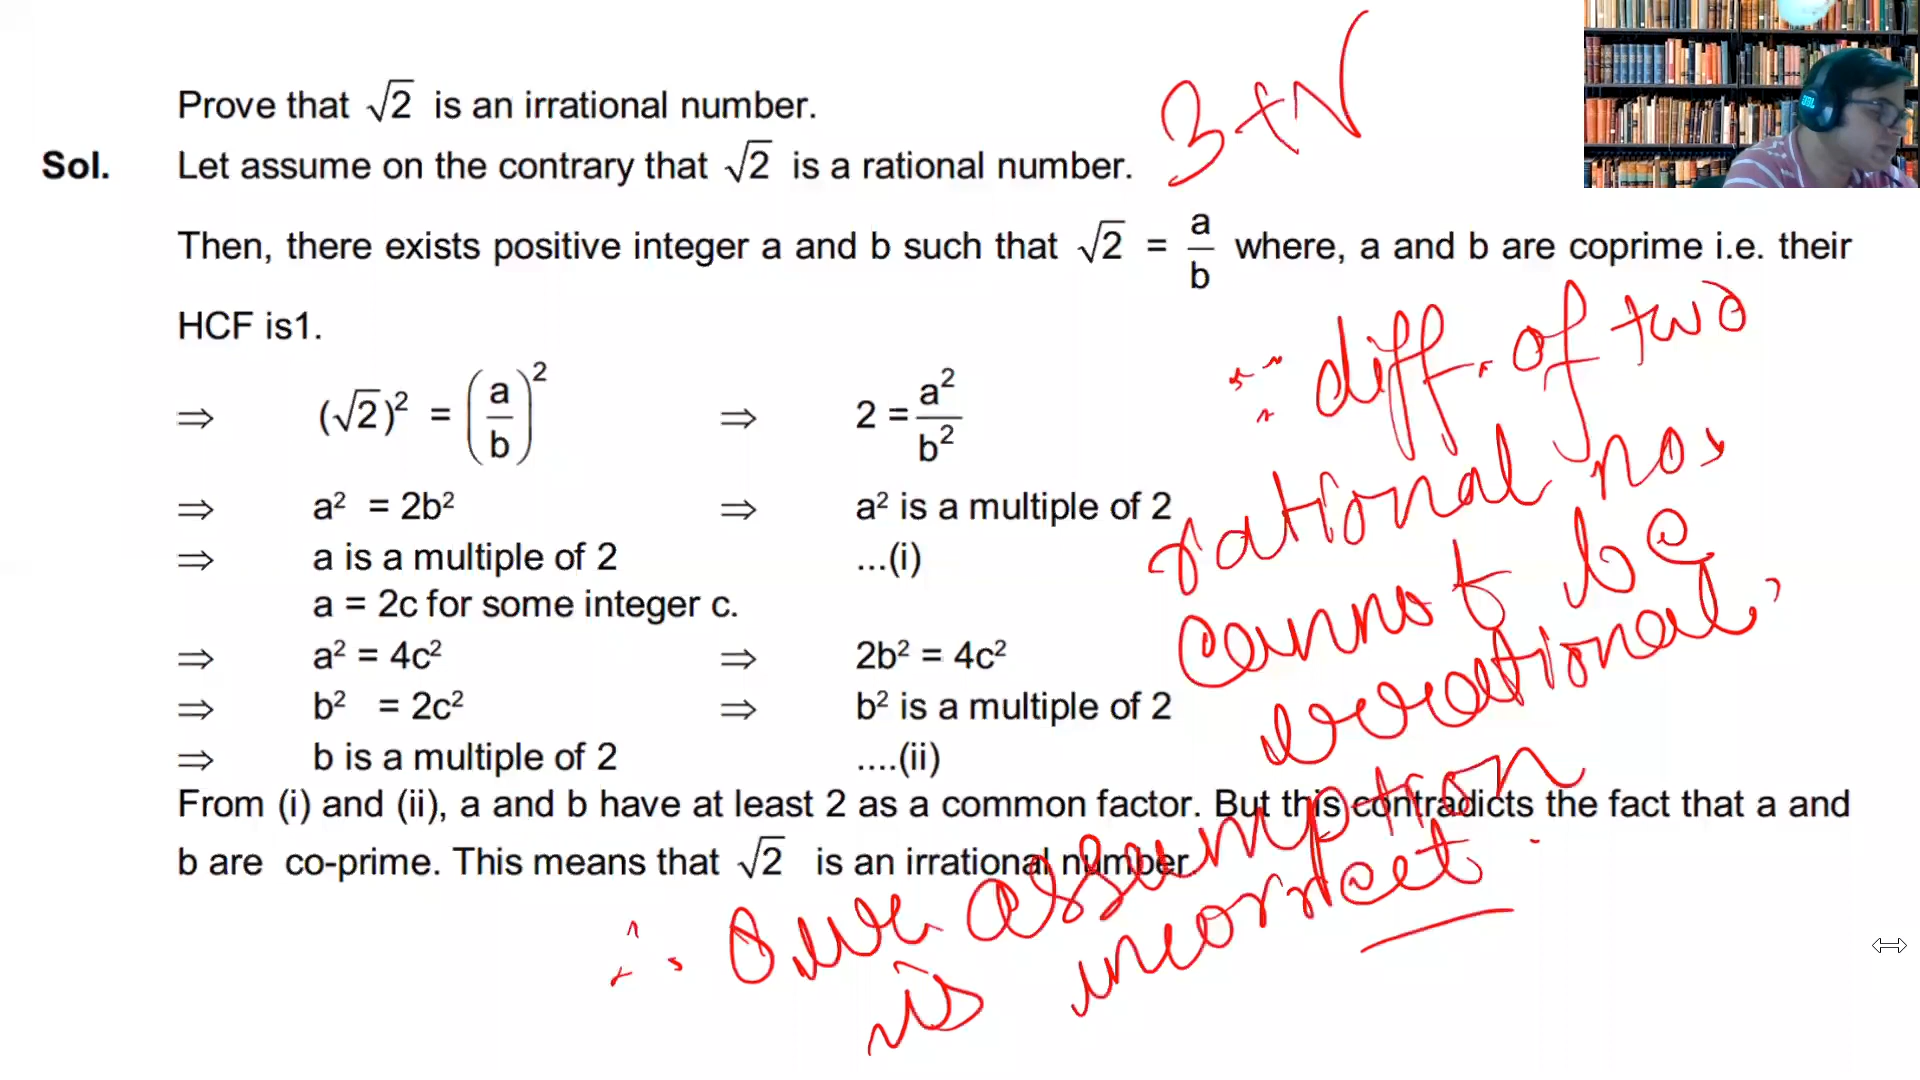 Prove that √2 is an irrational number.
3+√
Sol. Let assume on the contrary that √2 is a rational number.
Then, there exists positive integer a and b such that √2 = a/b where, a and b are coprime i.e. their
HCF is1.
⇒ (√2)² = (a/b)² ⇒ 2 = a²/b²
⇒ a² = 2b² ⇒ a² is a multiple of 2
⇒ a is a multiple of 2 ...(i)
a = 2c for some integer c.
⇒ a² = 4c² ⇒ 2b² = 4c²
⇒ b² = 2c² ⇒ b² is a multiple of 2
⇒ b is a multiple of 2 ....(ii)
From (i) and (ii), a and b have at least 2 as a common factor. But this contradicts the fact that a and
b are co-prime. This means that √2 is an irrational number.
∵ diff. of two
rational nos
cannot be
irrational,
∴ Our assumption
is incorrect.